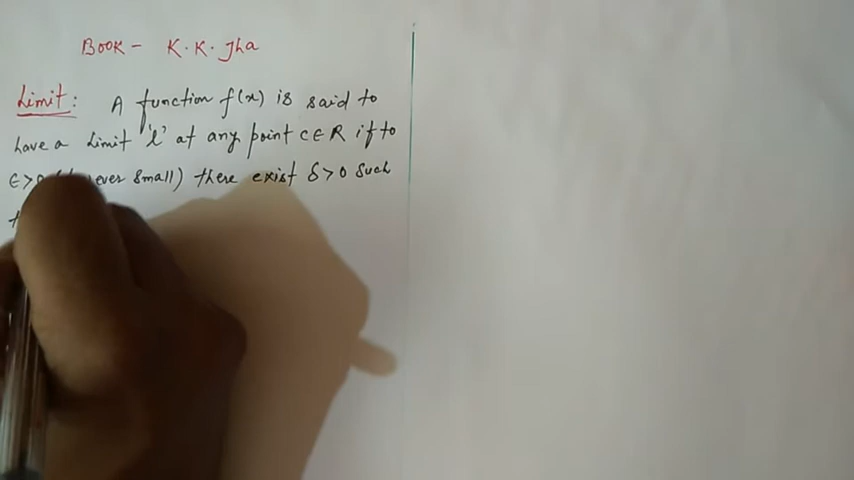 Book - K.K. Jha
Limit: A function f(x) is said to
have a limit 'l' at any point c∈R if to
∈>0 ever small) there exist δ>0 such